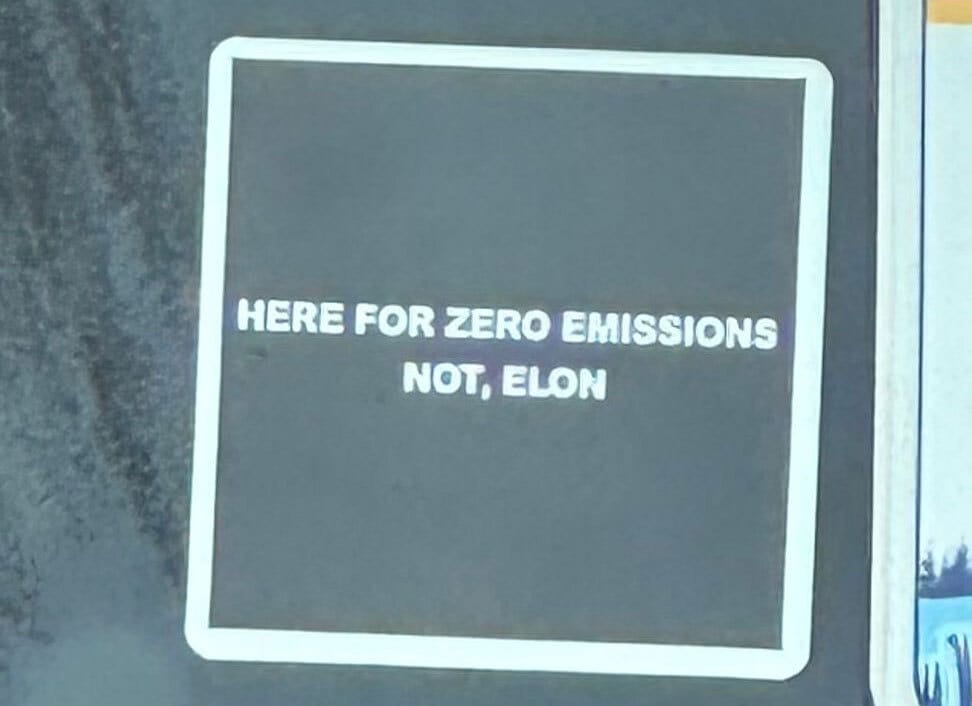 HERE FOR ZERO EMISSIONS
NOT, ELON